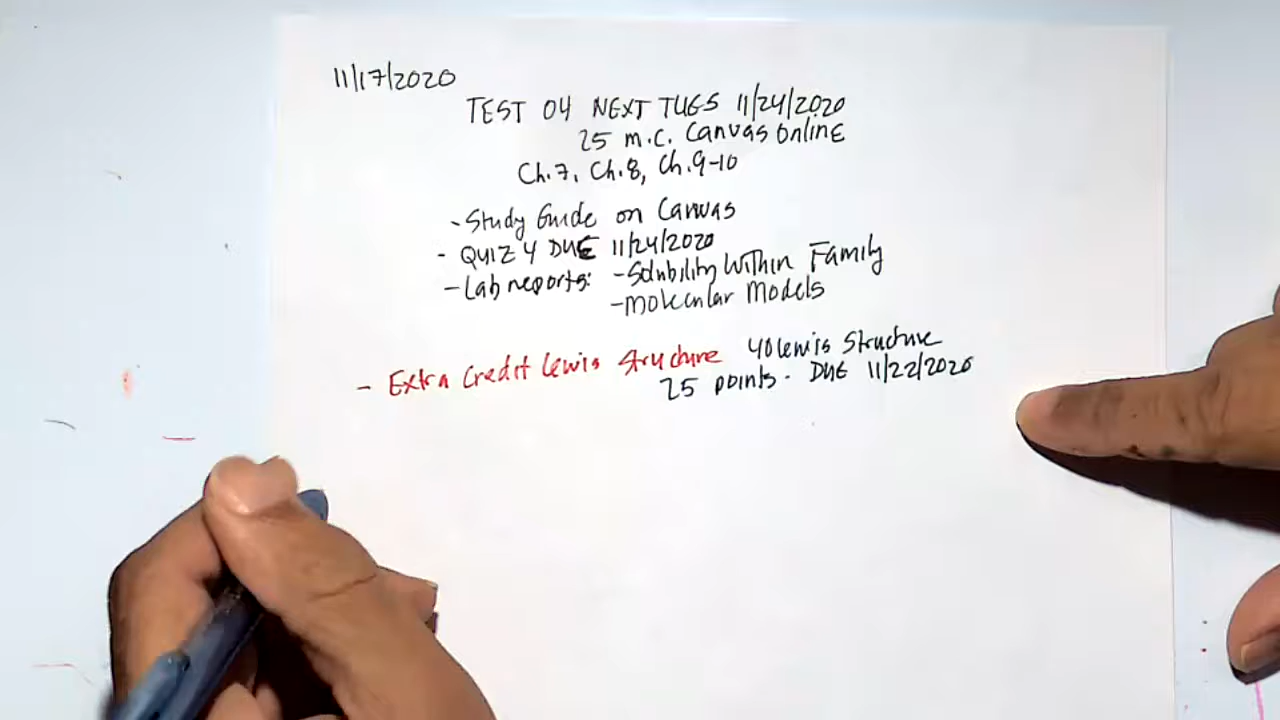 11/17/2020
TEST 04 NEXT TUES 11/24/2020
25 M.C. Canvas Online
Ch.7, Ch.8, Ch.9-10
- Study Guide on Canvas
- QUIZ 4 DUE 11/24/2020
- Lab reports: - Solubility Within Family
- Molecular Models
- Extra Credit Lewis Structure 40 Lewis Structure
25 points. DUE 11/22/2020